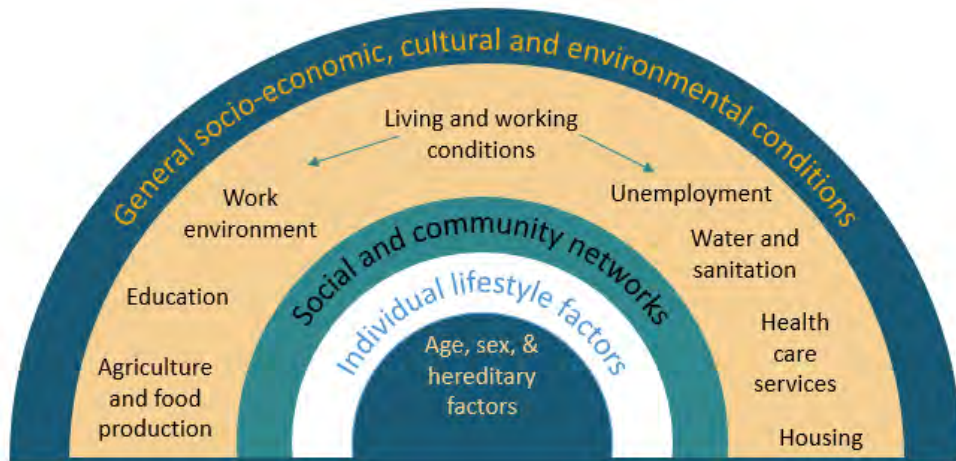 General socio-economic, cultural and environmental conditions
Living and working
conditions
Work
environment
Unemployment
Education
Water and
sanitation
Agriculture
and food
production
Health
care
services
Housing
Social and community networks
Individual lifestyle factors
Age, sex, &
hereditary
factors